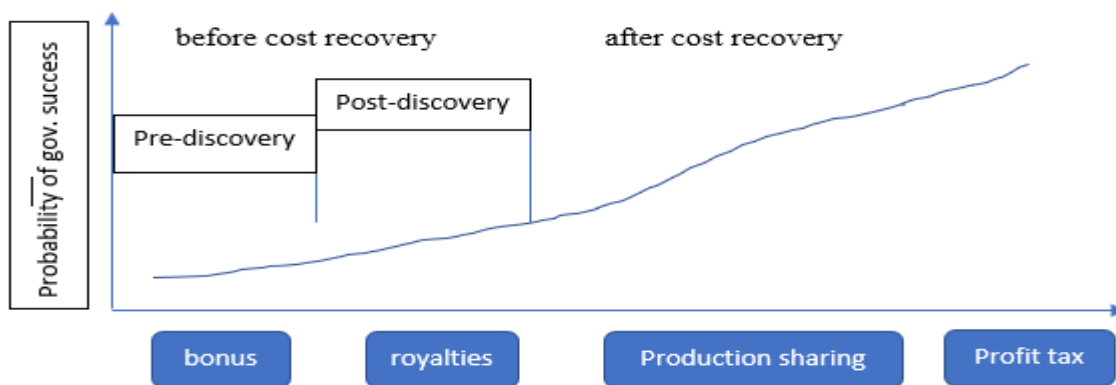 Probability of gov. success
before cost recovery
after cost recovery
Pre-discovery
Post-discovery
bonus
royalties
Production sharing
Profit tax